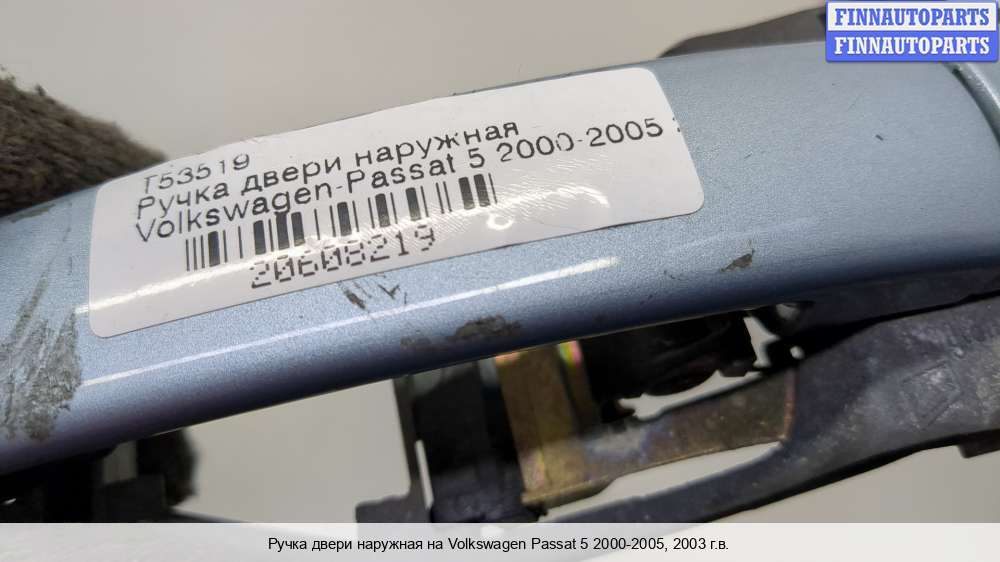 FINNAUTOPARTS
FINNAUTOPARTS
T53519
Ручка двери наружная
Volkswagen-Passat 5 2000-2005
20608219
Ручка двери наружная на Volkswagen Passat 5 2000-2005, 2003 г.в.